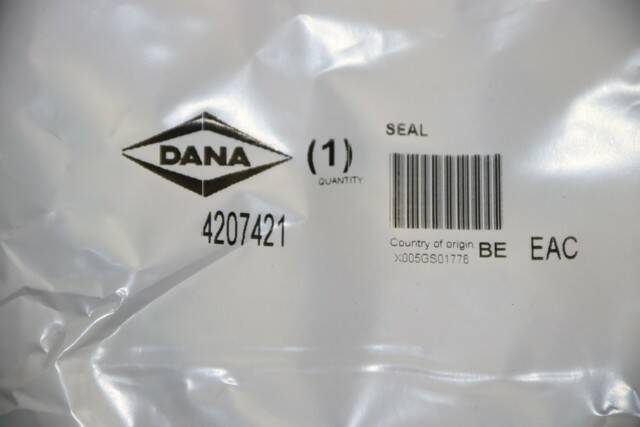 DANA
(1)
QUANTITY
4207421
SEAL
Country of origin BE EAC
X005GS01776